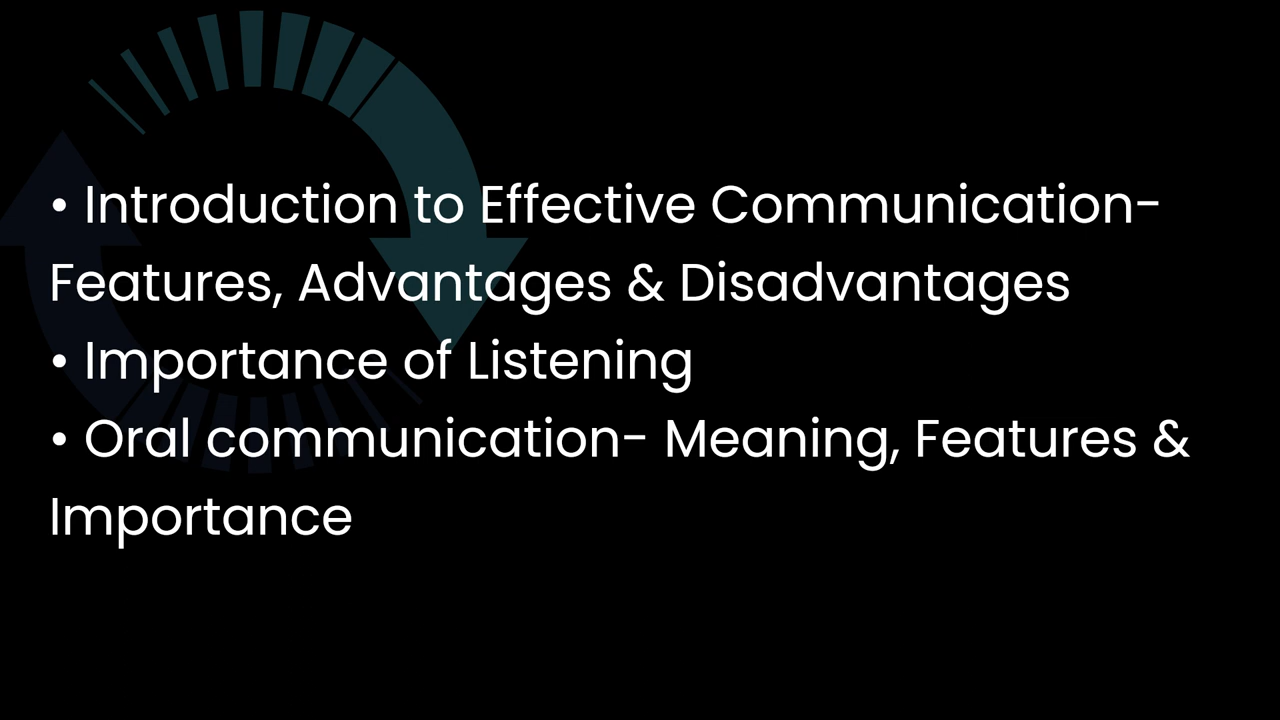 • Introduction to Effective Communication-
Features, Advantages & Disadvantages
• Importance of Listening
• Oral communication- Meaning, Features &
Importance